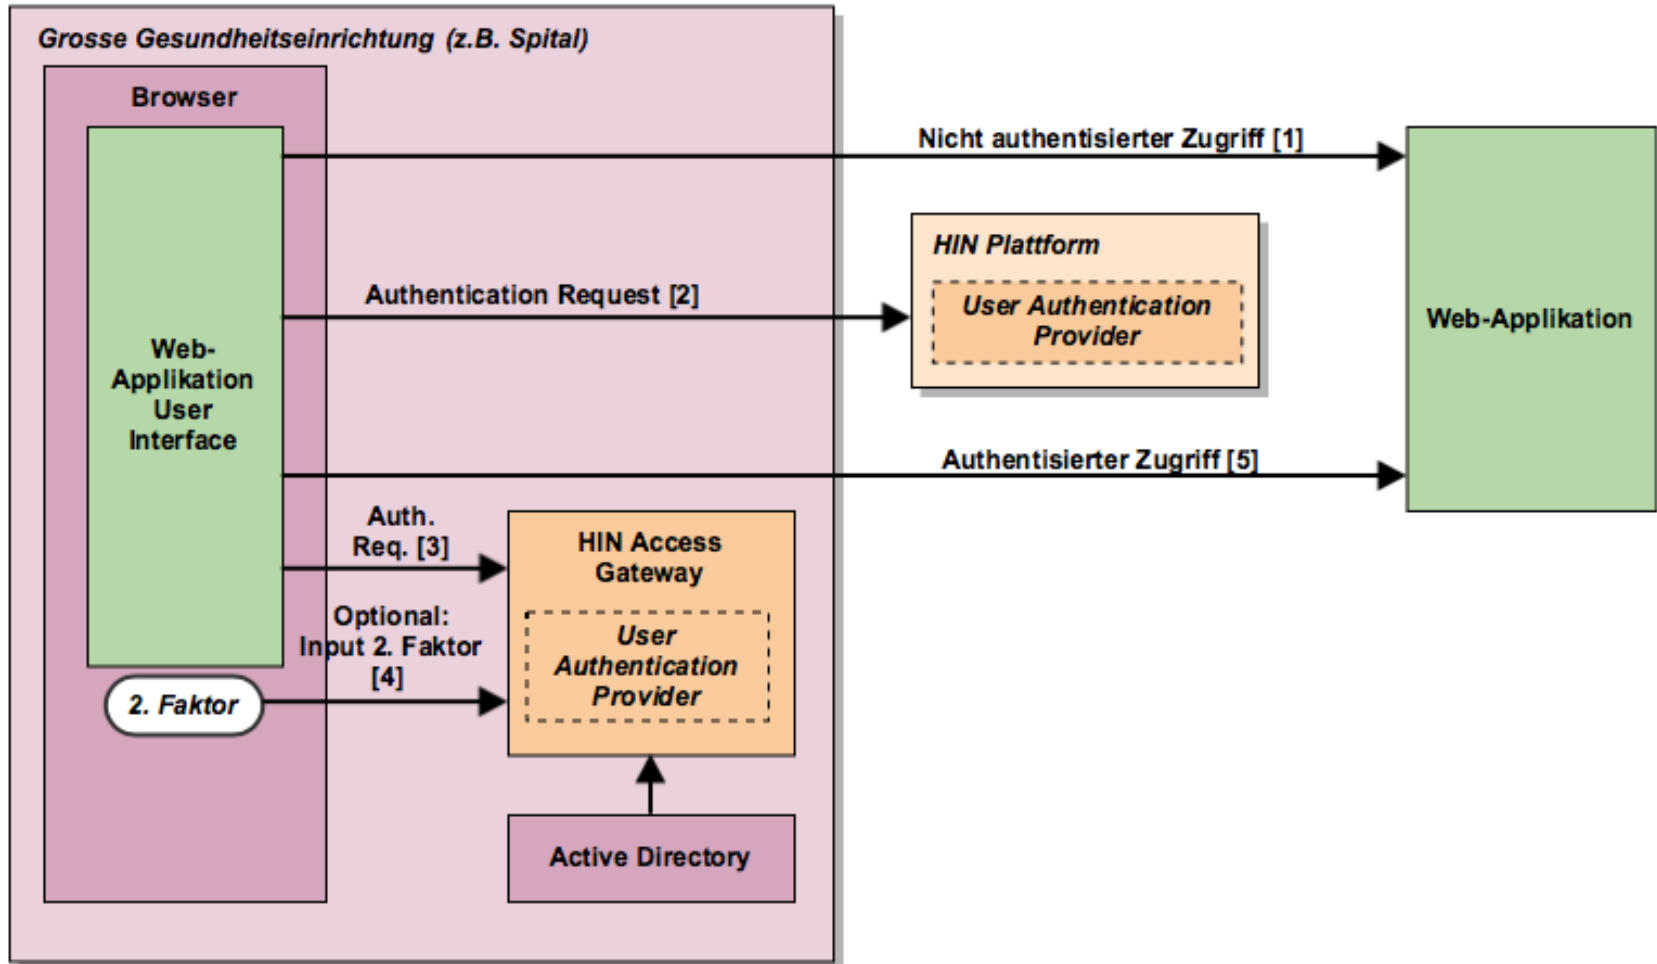 Grosse Gesundheitseinrichtung (z.B. Spital)
Browser
Nicht authentisierter Zugriff [1]
HIN Plattform
Authentication Request [2]
User Authentication
Provider
Web-Applikation
Web-
Applikation
User
Interface
Authentisierter Zugriff [5]
Auth.
Req. [3]
HIN Access
Gateway
Optional:
Input 2. Faktor
[4]
User
Authentication
Provider
2. Faktor
Active Directory